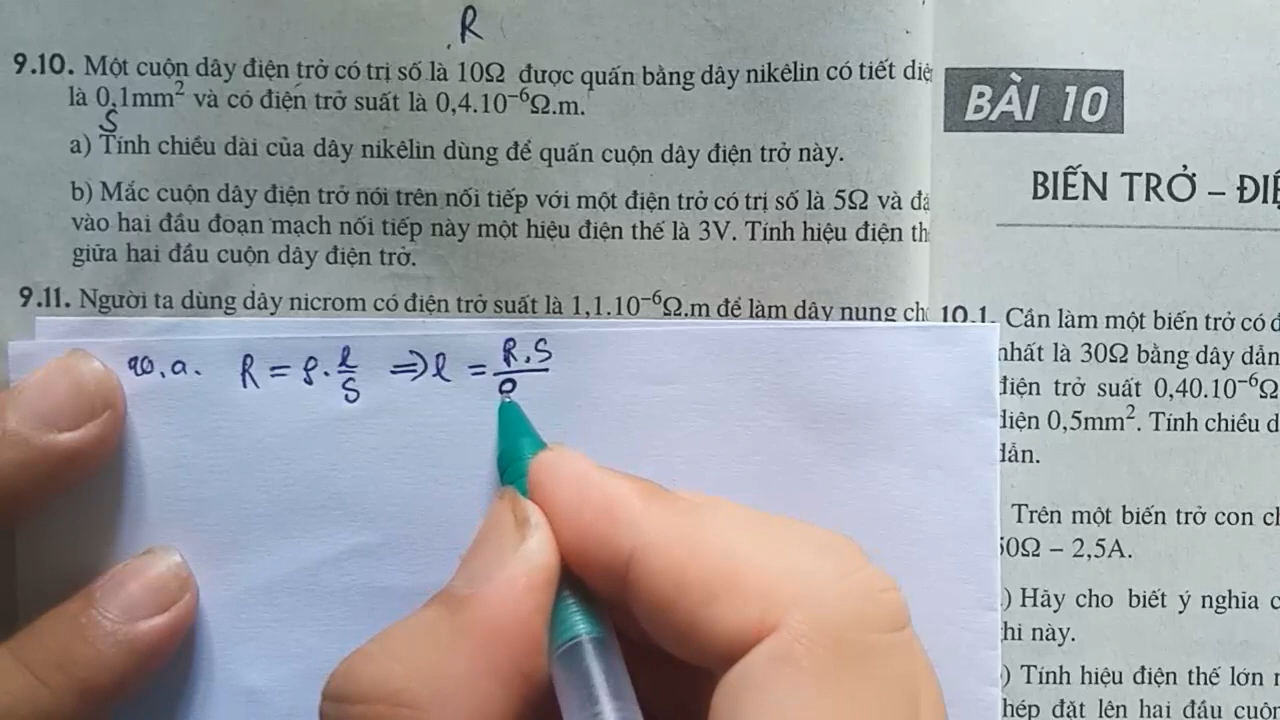 R
9.10. Một cuộn dây điện trở có trị số là 10Ω được quấn bằng dây nikêlin có tiết diệ
là 0,1mm² và có điện trở suất là 0,4.10⁻⁶Ω.m.
S
a) Tính chiều dài của dây nikêlin dùng để quấn cuộn dây điện trở này.
b) Mắc cuộn dây điện trở nói trên nối tiếp với một điện trở có trị số là 5Ω và đặ
vào hai đầu đoạn mạch nối tiếp này một hiệu điện thế là 3V. Tính hiệu điện th
giữa hai đầu cuộn dây điện trở.
9.11. Người ta dùng dây nicrom có điện trở suất là 1,1.10⁻⁶Ω.m để làm dây nung ch
a. R = ρ.l/S ⇒ l = R.S/ρ
BÀI 10
BIẾN TRỞ – ĐIỆ
10.1. Cần làm một biến trở có đ
nhất là 30Ω bằng dây dẫn
điện trở suất 0,40.10⁻⁶Ω
diện 0,5mm². Tính chiều d
dẫn.
Trên một biến trở con ch
50Ω – 2,5A.
) Hãy cho biết ý nghĩa c
hi này.
) Tính hiệu điện thế lớn n
hép đặt lên hai đầu cuộn